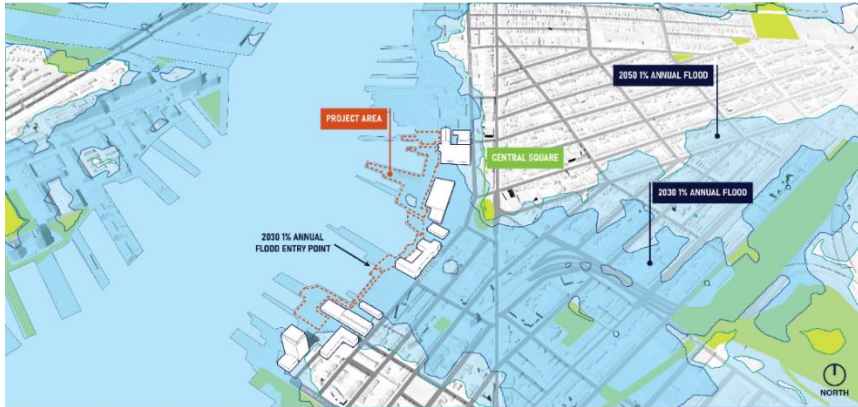 2050 1% ANNUAL FLOOD
PROJECT AREA
CENTRAL SQUARE
2030 1% ANNUAL FLOOD
2030 1% ANNUAL
FLOOD ENTRY POINT
NORTH